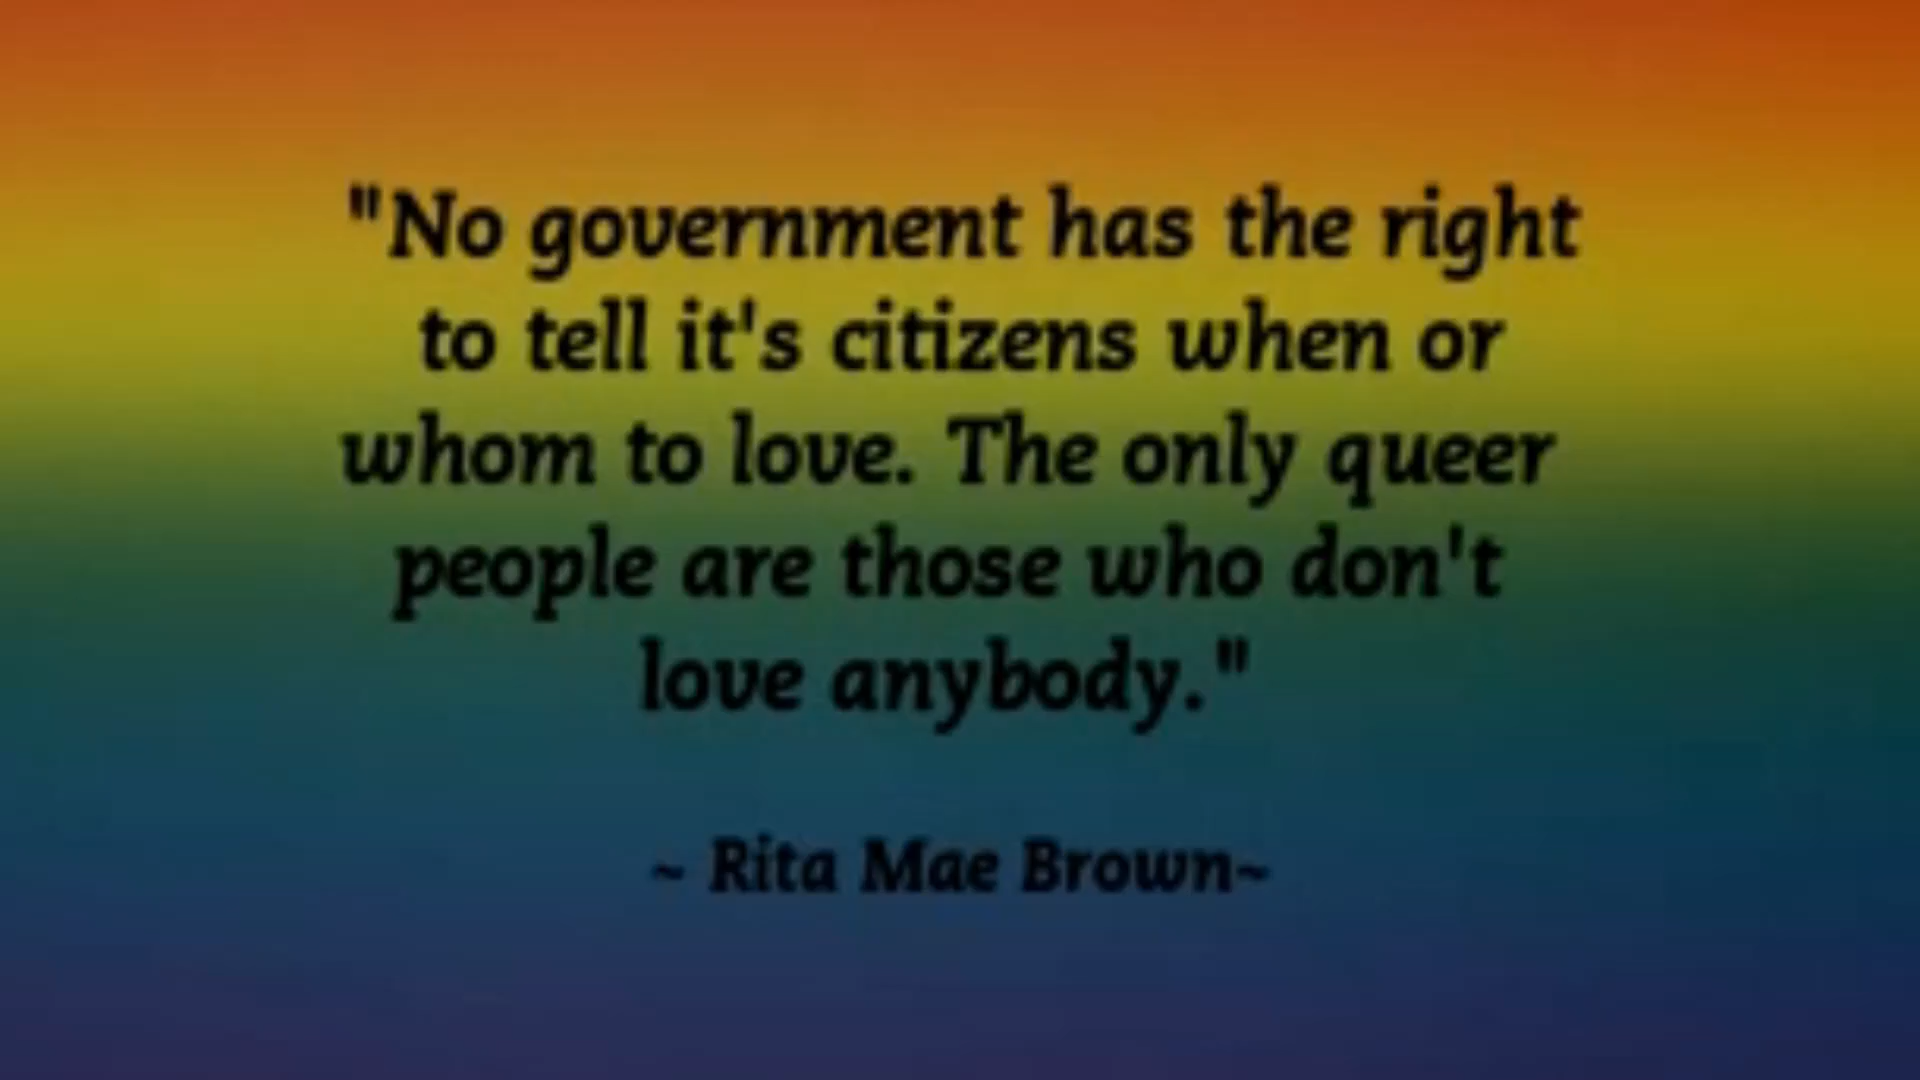 "No government has the right
to tell it's citizens when or
whom to love. The only queer
people are those who don't
love anybody."
~ Rita Mae Brown~